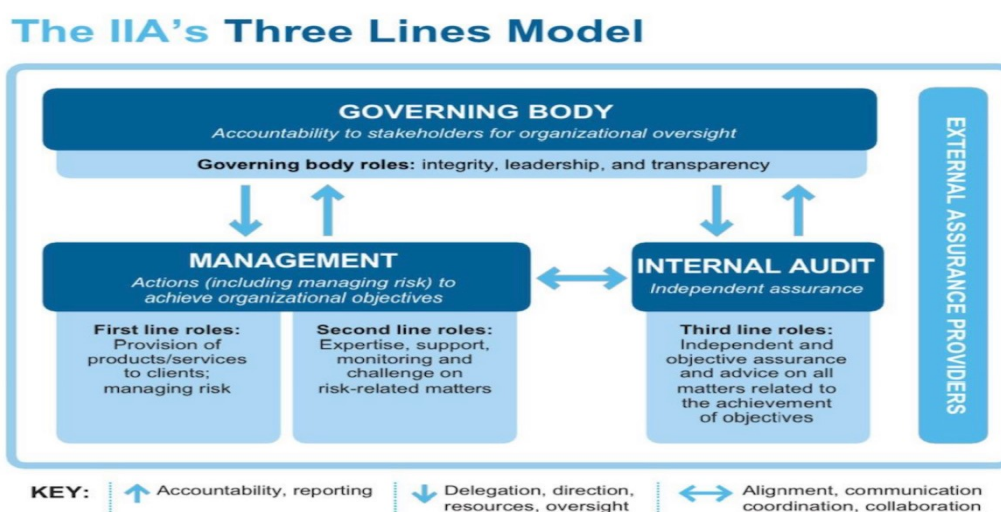 The IIA's Three Lines Model
GOVERNING BODY
Accountability to stakeholders for organizational oversight
Governing body roles: integrity, leadership, and transparency
MANAGEMENT
Actions (including managing risk) to
achieve organizational objectives
First line roles:
Provision of
products/services
to clients;
managing risk
Second line roles:
Expertise, support,
monitoring and
challenge on
risk-related matters
INTERNAL AUDIT
Independent assurance
Third line roles:
Independent and
objective assurance
and advice on all
matters related to
the achievement
of objectives
EXTERNAL ASSURANCE PROVIDERS
KEY:
Accountability, reporting
Delegation, direction,
resources, oversight
Alignment, communication
coordination, collaboration